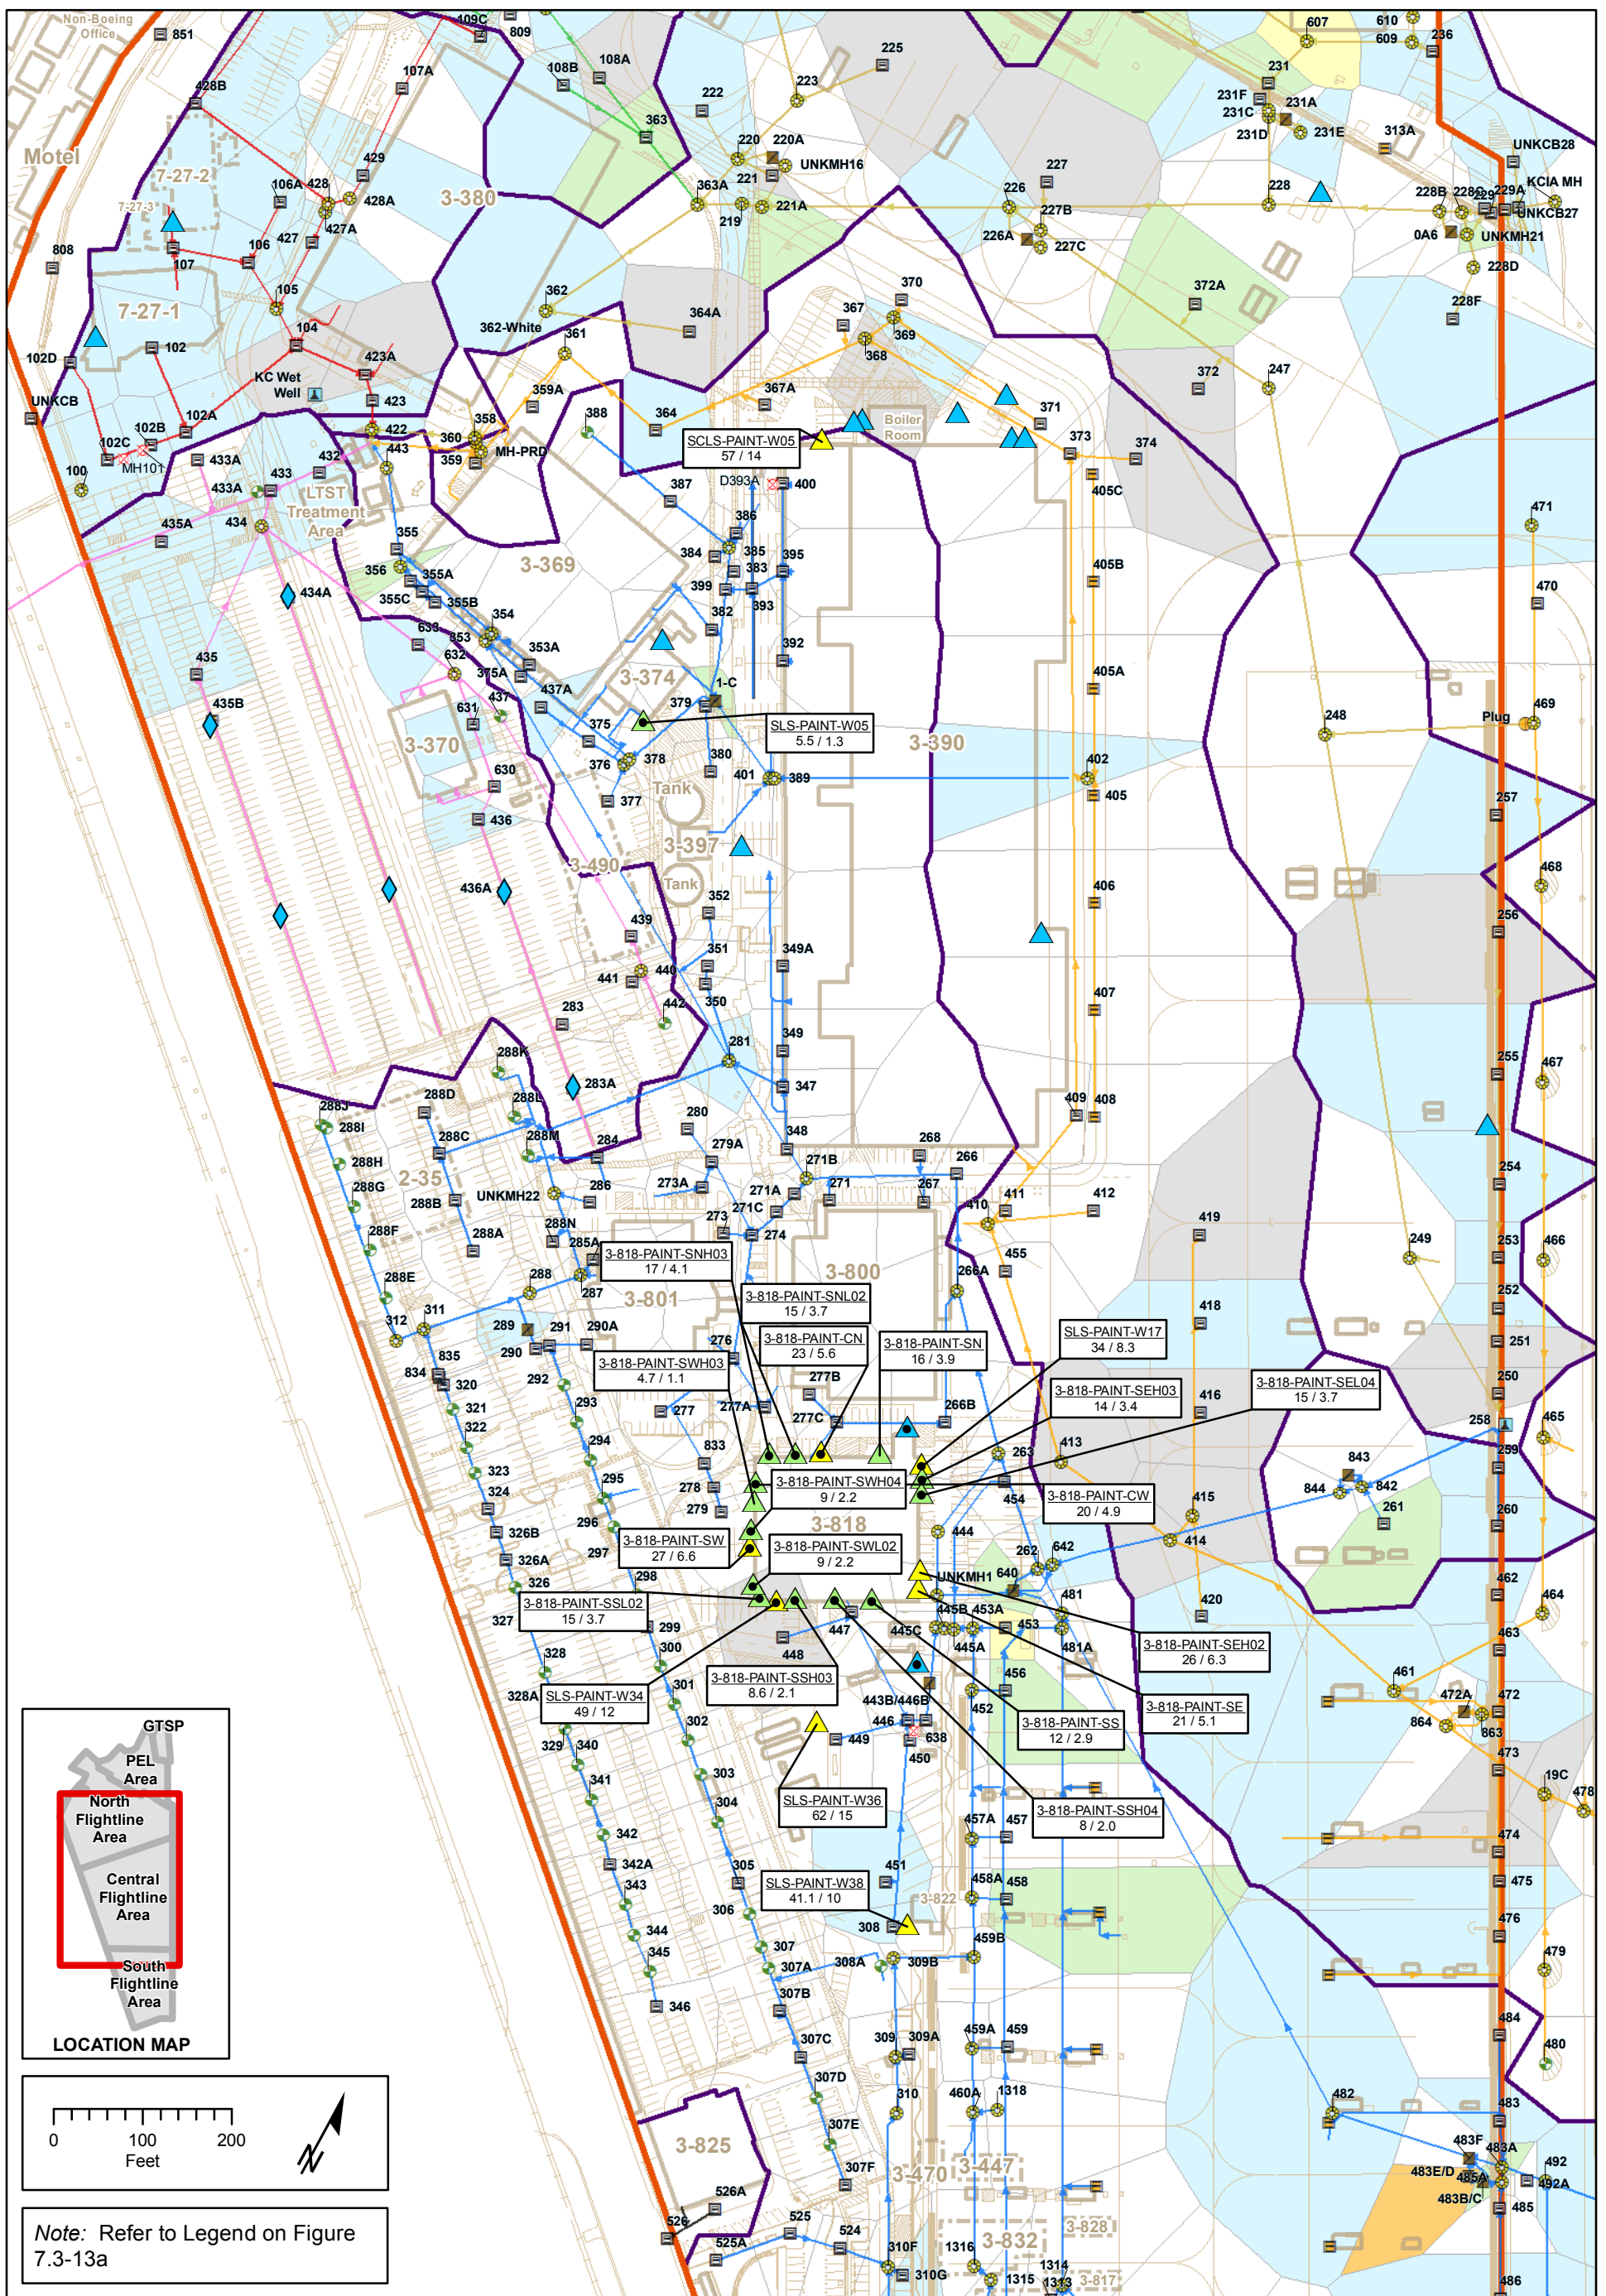 Non-Boeing
Office
851
109C
809
108B
108A
225
223
222
607
610
609
236
107A
428B
363
231
231F
231C
231A
231D
231E
313A
UNKCB28
Motel
7-27-2
7-27-3
429
106A
428
428A
427A
427
3-380
220
220A
UNKMH16
221
363A
219
221A
227
226
227B
226A
227C
228
228B
228C
229
229A
KCIA MH
UNKCB27
0A6
UNKMH21
228D
228F
808
107
106
105
7-27-1
104
102
102D
423A
KC Wet
Well
423
UNKCB
102A
102B
102C
MH101
422
362
362-White
361
364A
359A
358
360
359
MH-PRD
364
388
367
370
369
368
367A
371
Boiler
Room
372A
372
247
373
374
405C
SCLS-PAINT-W05
57 / 14
100
433A
433
433A
432
443
LTST
Treatment
Area
434
435A
355
356
355A
355C
355B
434A
3-369
387
D393A
400
386
384
385
383
395
399
393
382
392
354
353
353A
375A
633
632
437A
437
435
435B
631
3-370
630
436
436A
3-374
1-C
379
375
378
376
377
380
401
389
SLS-PAINT-W05
5.5 / 1.3
3-390
402
405
405B
405A
471
470
469
Plug
248
Tank
3-397
Tank
3-490
257
468
256
406
407
352
351
350
349A
349
347
348
439
440
441
442
283
281
283A
255
467
409
408
254
288K
288L
288J
288I
288D
288C
288M
284
288H
288G
288F
288E
2-35
288B
288A
UNKMH22
286
288N
285A
280
279A
273A
273
271A
271B
271
271C
274
268
266
267
410
411
412
455
419
249
253
466
252
251
3-818-PAINT-SNH03
17 / 4.1
3-800
266A
3-801
3-818-PAINT-SNL02
15 / 3.7
3-818-PAINT-CN
23 / 5.6
3-818-PAINT-SN
16 / 3.9
SLS-PAINT-W17
34 / 8.3
418
312
311
288
287
289
291
290A
290
276
3-818-PAINT-SWH03
4.7 / 1.1
3-818-PAINT-SEH03
14 / 3.4
3-818-PAINT-SEL04
15 / 3.7
250
835
834
320
292
277
277A
277B
277C
266B
416
258
465
259
321
293
322
294
833
263
413
843
844
842
261
323
295
278
279
454
3-818-PAINT-SWH04
9 / 2.2
3-818-PAINT-CW
20 / 4.9
415
260
324
326B
296
3-818
444
414
3-818-PAINT-SW
27 / 6.6
297
3-818-PAINT-SWL02
9 / 2.2
262
642
326A
326
298
UNKMH1
640
481
420
462
464
327
3-818-PAINT-SSL02
15 / 3.7
299
447
448
445B
453A
445C
445A
453
481A
463
3-818-PAINT-SEH02
26 / 6.3
328
300
3-818-PAINT-SSH03
8.6 / 2.1
456
461
328A
SLS-PAINT-W34
49 / 12
301
443B/446B
452
3-818-PAINT-SE
21 / 5.1
472A
472
864
863
302
446
638
449
450
3-818-PAINT-SS
12 / 2.9
473
329
340
303
19C
478
341
304
SLS-PAINT-W36
62 / 15
3-818-PAINT-SSH04
8 / 2.0
457A
457
474
342
342A
305
SLS-PAINT-W38
41.1 / 10
451
458A
458
475
3-822
343
306
308
476
344
307
459B
479
345
307A
308A
309B
346
307B
484
307C
309
309A
459A
459
480
307D
310
460A
1318
482
483
307E
3-825
3-447
3-470
483F
483A
483E/D
485A
492
492A
483B/C
485
307F
526A
526
525
525A
524
3-832
3-828
310F
310G
1316
1315
1314
1313
3-817
486
GTSP
PEL
Area
North
Flightline
Area
Central
Flightline
Area
South
Flightline
Area
LOCATION MAP
0 100 200
Feet
N
Note: Refer to Legend on Figure
7.3-13a